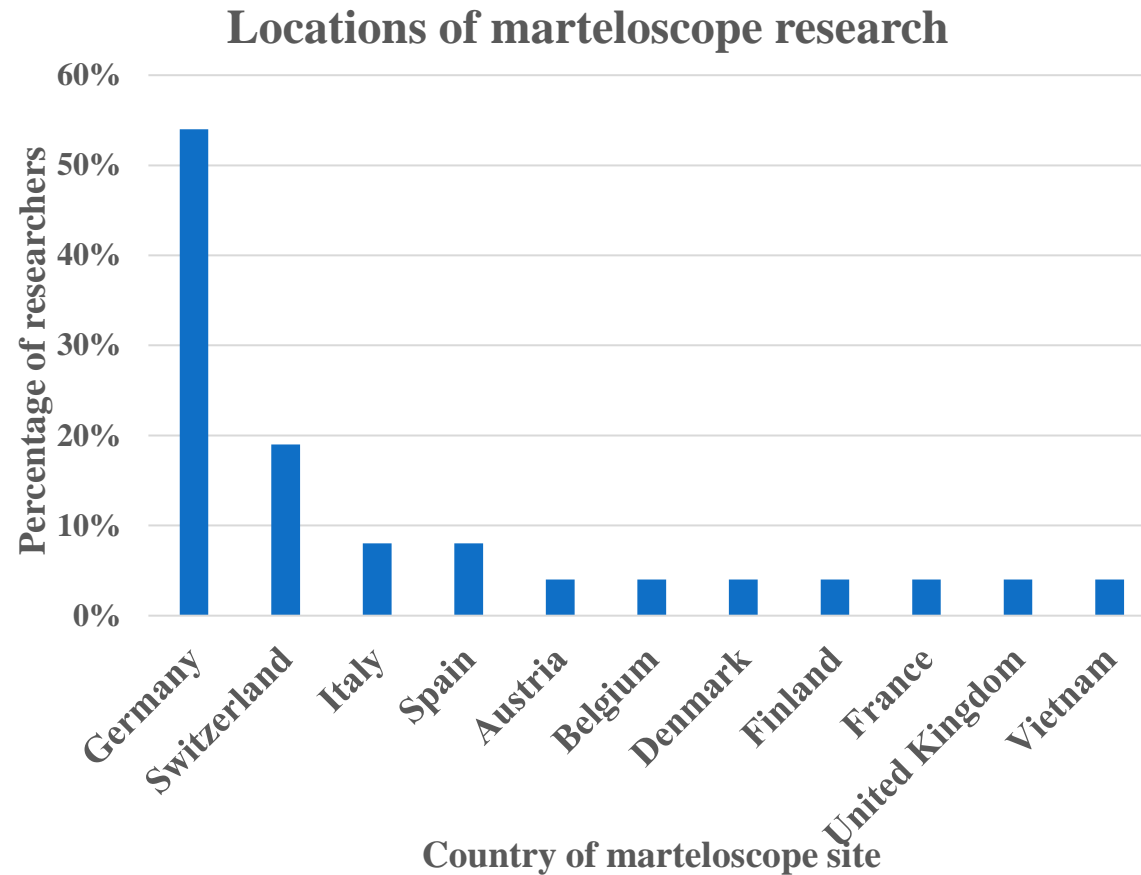 Locations of marteloscope research
60%
50%
40%
30%
20%
10%
0%
Percentage of researchers
Germany
Switzerland
Italy
Spain
Austria
Belgium
Denmark
Finland
France
United Kingdom
Vietnam
Country of marteloscope site